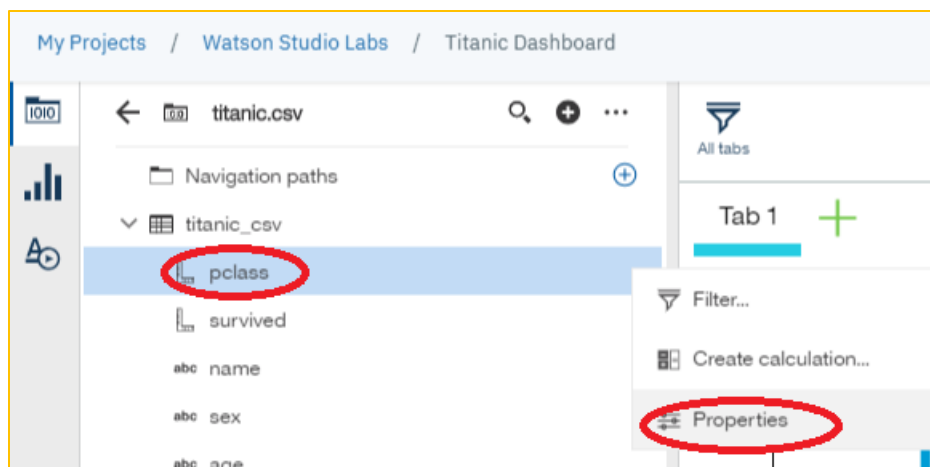 My Projects / Watson Studio Labs / Titanic Dashboard
titanic.csv
All tabs
Navigation paths
Tab 1
titanic_csv
pclass
Filter...
survived
Create calculation...
abc name
abc sex
Properties
abc age